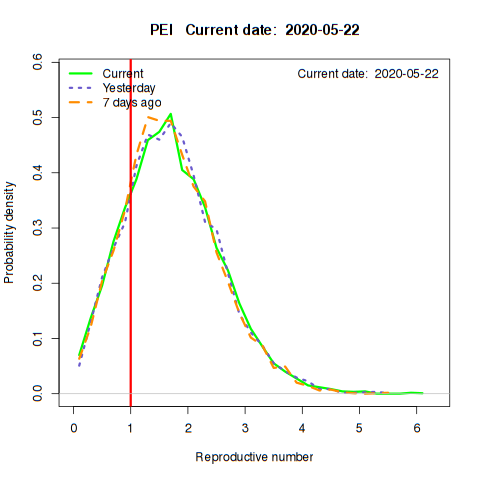 PEI   Current date:  2020-05-22
Current date:  2020-05-22
Current
Yesterday
7 days ago
Probability density
0.6
0.5
0.4
0.3
0.2
0.1
0.0
0 1 2 3 4 5 6
Reproductive number